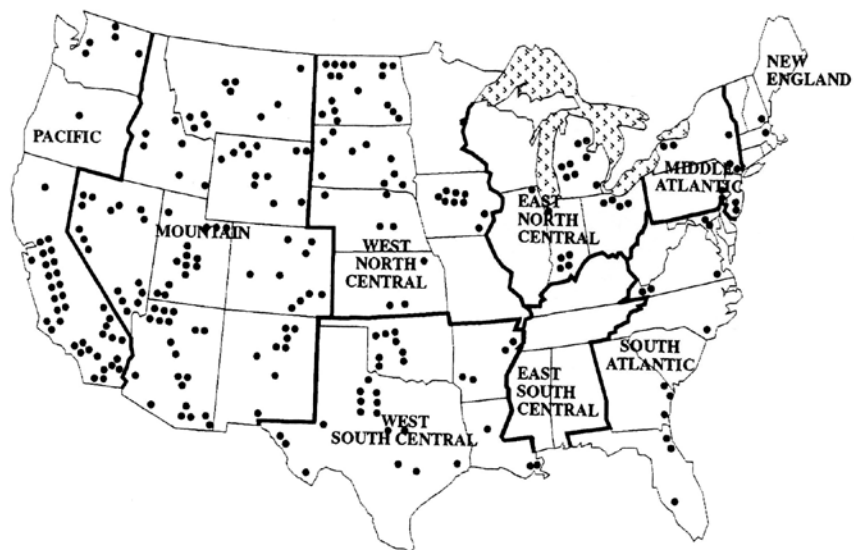 NEW
ENGLAND
PACIFIC
MIDDLE
ATLANTIC
EAST
NORTH
CENTRAL
MOUNTAIN
WEST
NORTH
CENTRAL
SOUTH
ATLANTIC
EAST
SOUTH
CENTRAL
WEST
SOUTH CENTRAL